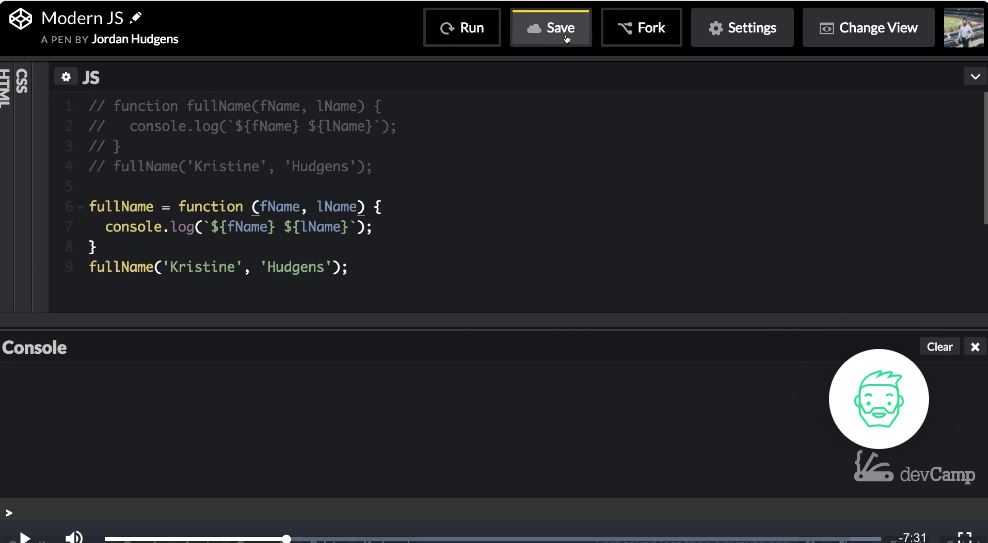 Modern JS
A PEN BY Jordan Hudgens
Run
Save
Fork
Settings
Change View
HTML
CSS
JS
1 // function fullName(fName, lName) {
2 //   console.log(`${fName} ${lName}`);
3 // }
4 // fullName('Kristine', 'Hudgens');
5
6 fullName = function (fName, lName) {
7   console.log(`${fName} ${lName}`);
8 }
9 fullName('Kristine', 'Hudgens');
Console
Clear
devCamp
>
-7:31